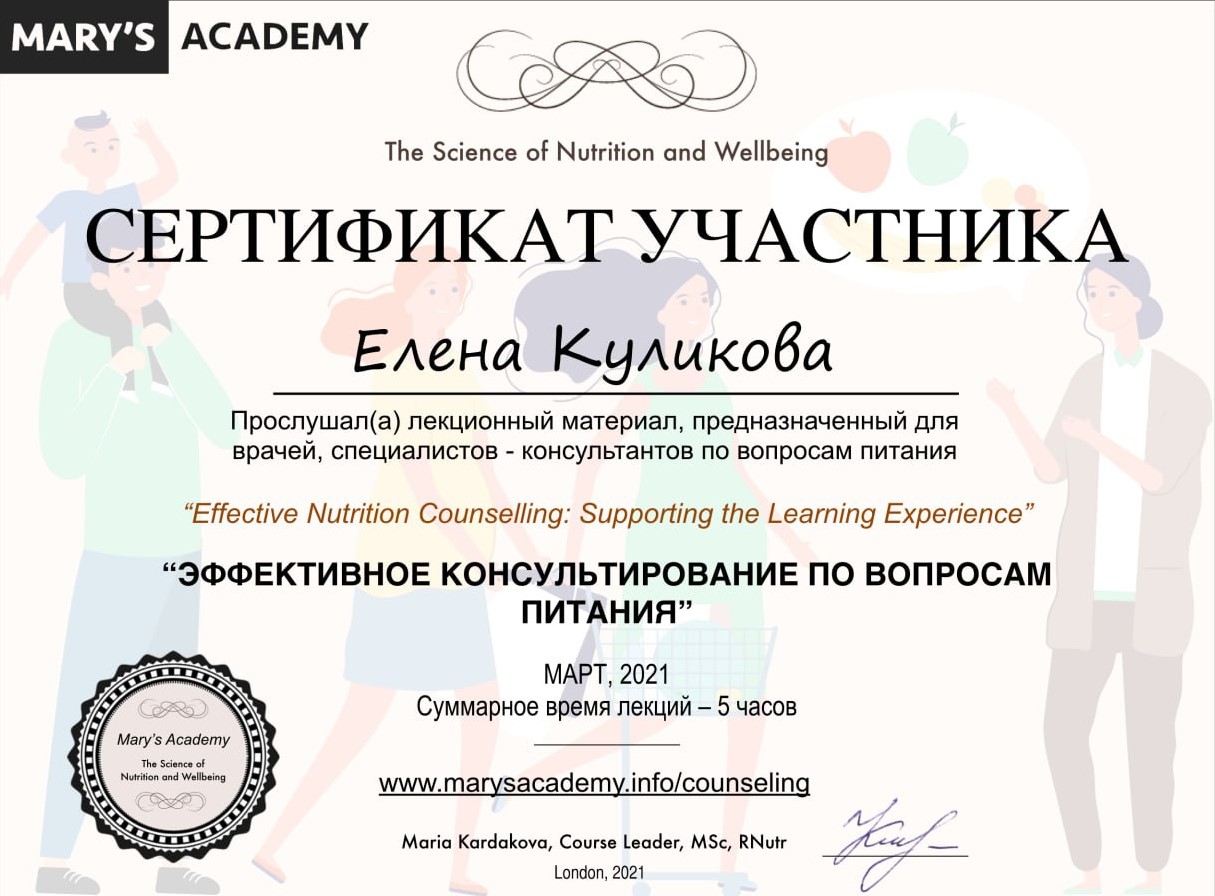 MARY'S ACADEMY
The Science of Nutrition and Wellbeing
СЕРТИФИКАТ УЧАСТНИКА
Елена Куликова
Прослушал(а) лекционный материал, предназначенный для
врачей, специалистов - консультантов по вопросам питания
“Effective Nutrition Counselling: Supporting the Learning Experience”
“ЭФФЕКТИВНОЕ КОНСУЛЬТИРОВАНИЕ ПО ВОПРОСАМ
ПИТАНИЯ”
МАРТ, 2021
Суммарное время лекций – 5 часов
Mary’s Academy
The Science of
Nutrition and Wellbeing
www.marysacademy.info/counseling
Maria Kardakova, Course Leader, MSc, RNutr
London, 2021